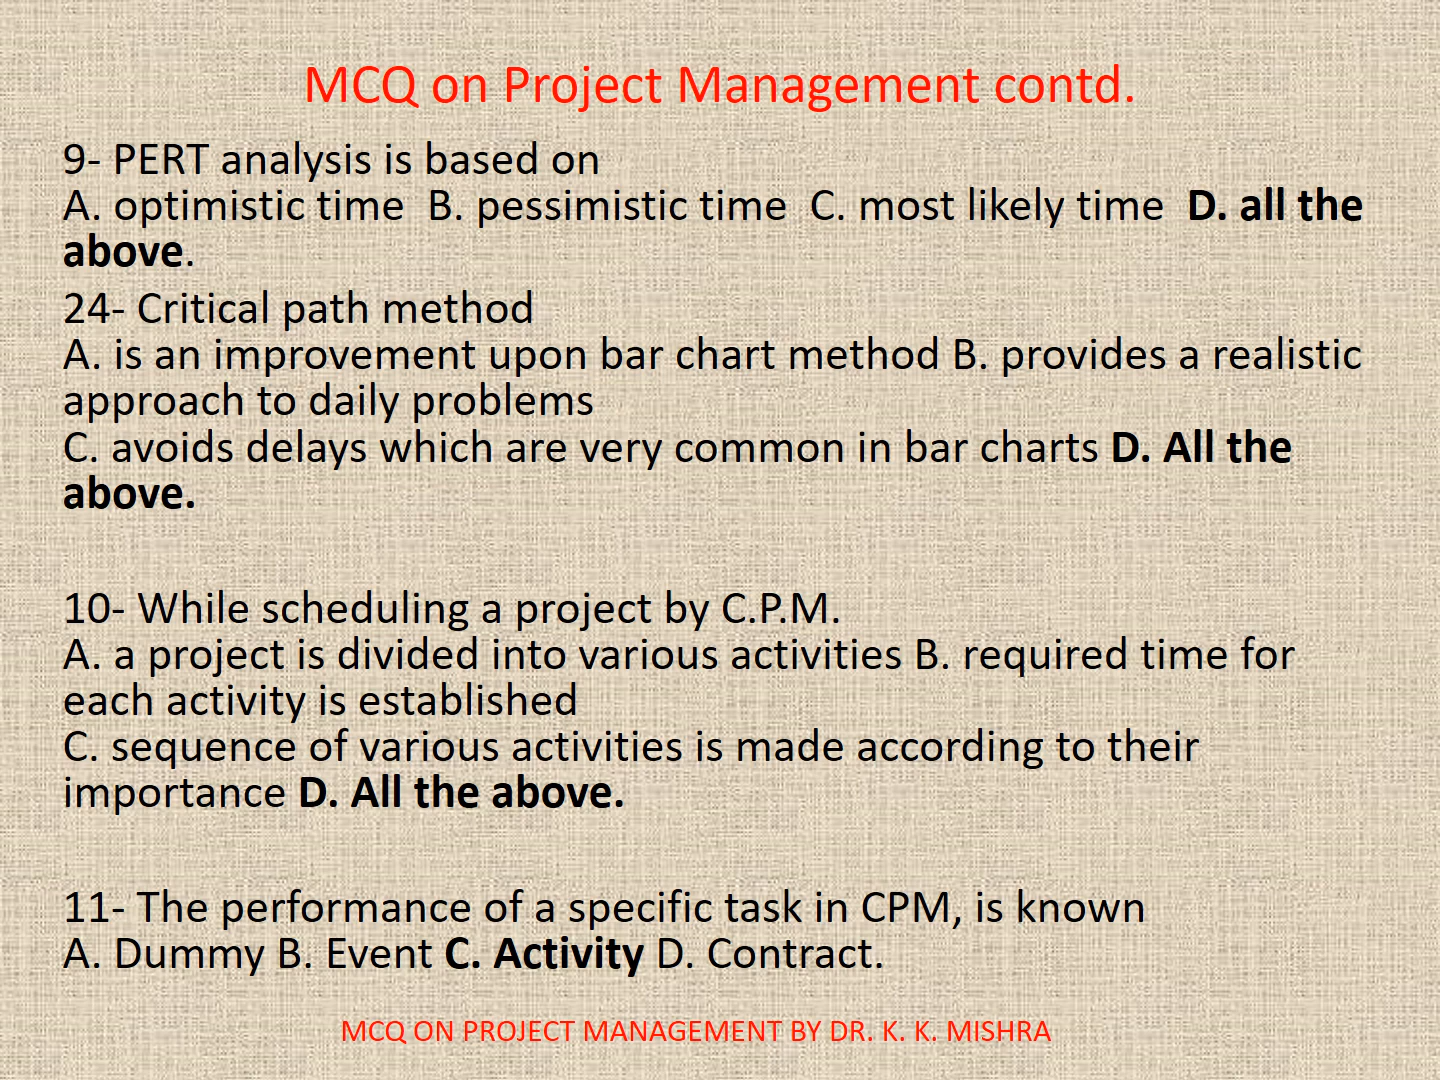 MCQ on Project Management contd.
9- PERT analysis is based on
A. optimistic time  B. pessimistic time  C. most likely time  D. all the
above.
24- Critical path method
A. is an improvement upon bar chart method B. provides a realistic
approach to daily problems
C. avoids delays which are very common in bar charts D. All the
above.
10- While scheduling a project by C.P.M.
A. a project is divided into various activities B. required time for
each activity is established
C. sequence of various activities is made according to their
importance D. All the above.
11- The performance of a specific task in CPM, is known
A. Dummy B. Event C. Activity D. Contract.
MCQ ON PROJECT MANAGEMENT BY DR. K. K. MISHRA